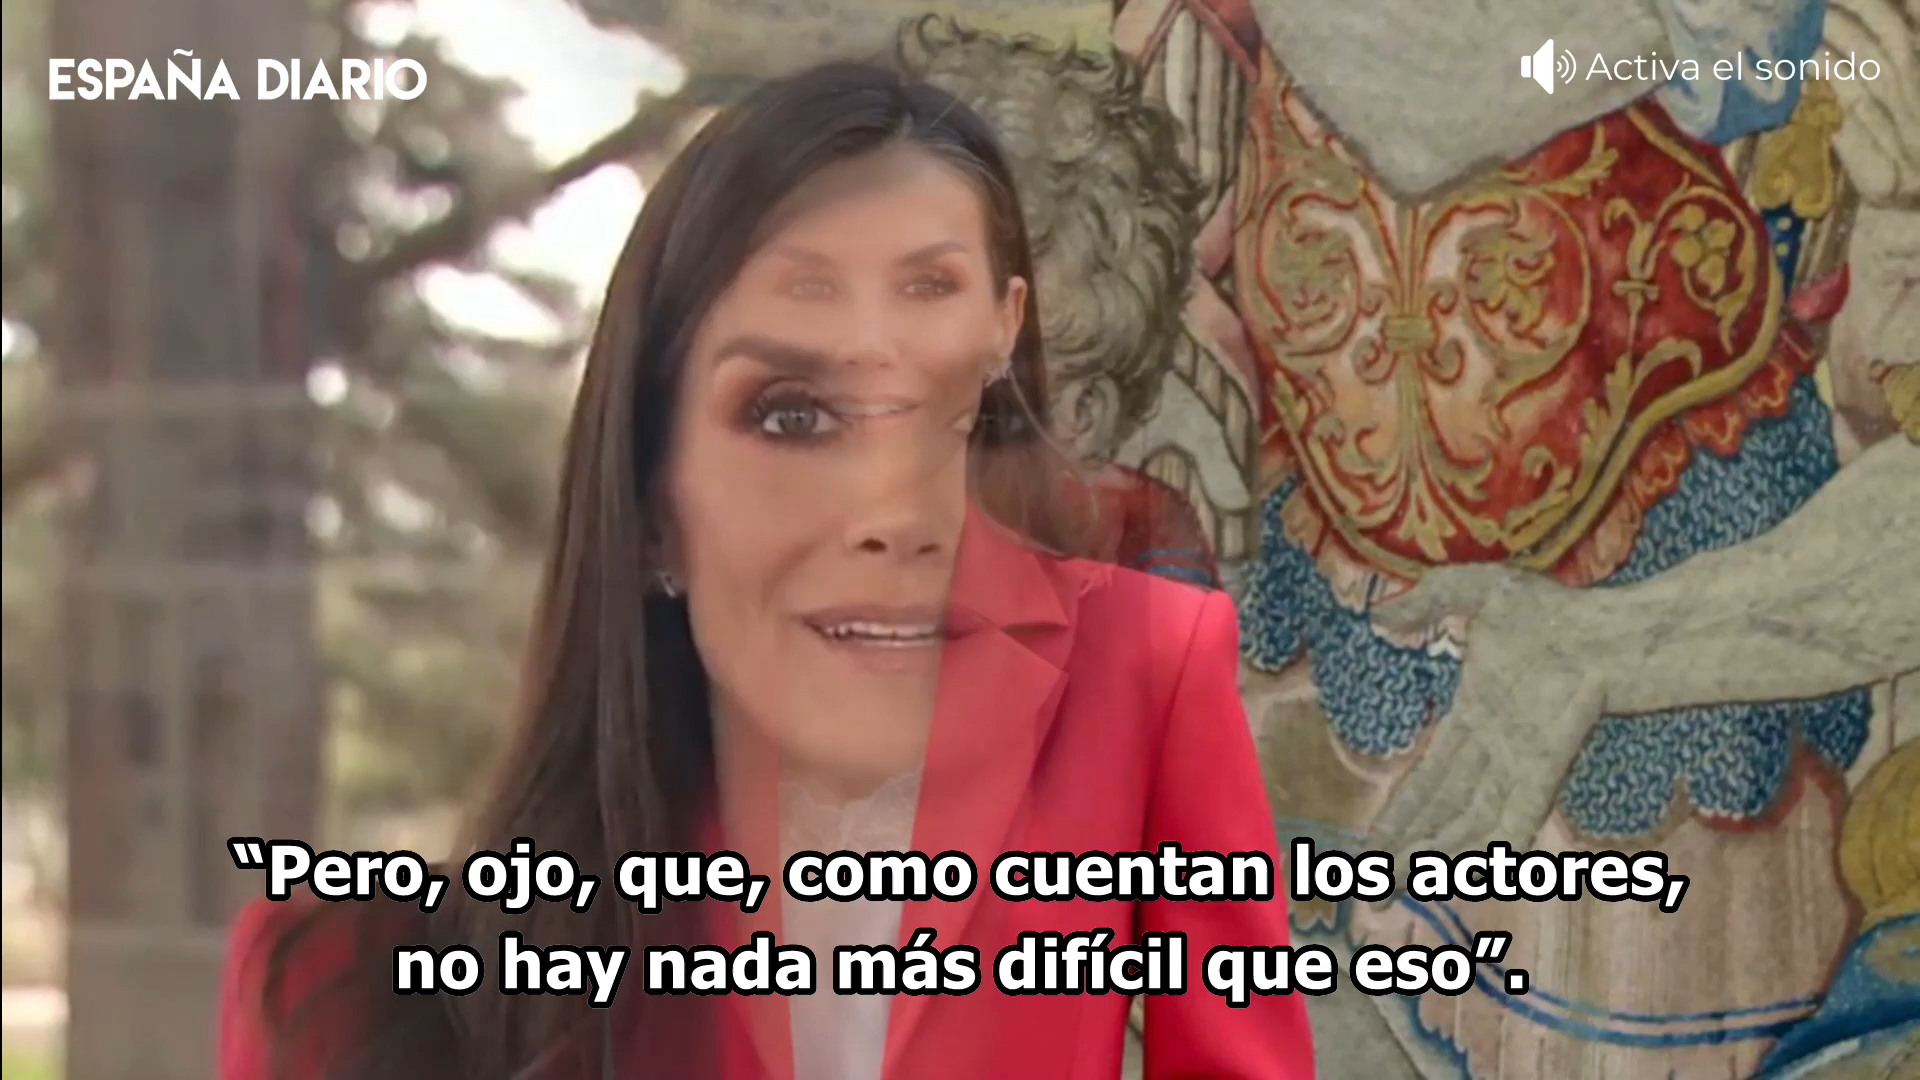 ESPAÑA DIARIO
Activa el sonido
“Pero, ojo, que, como cuentan los actores,
no hay nada más difícil que eso”.